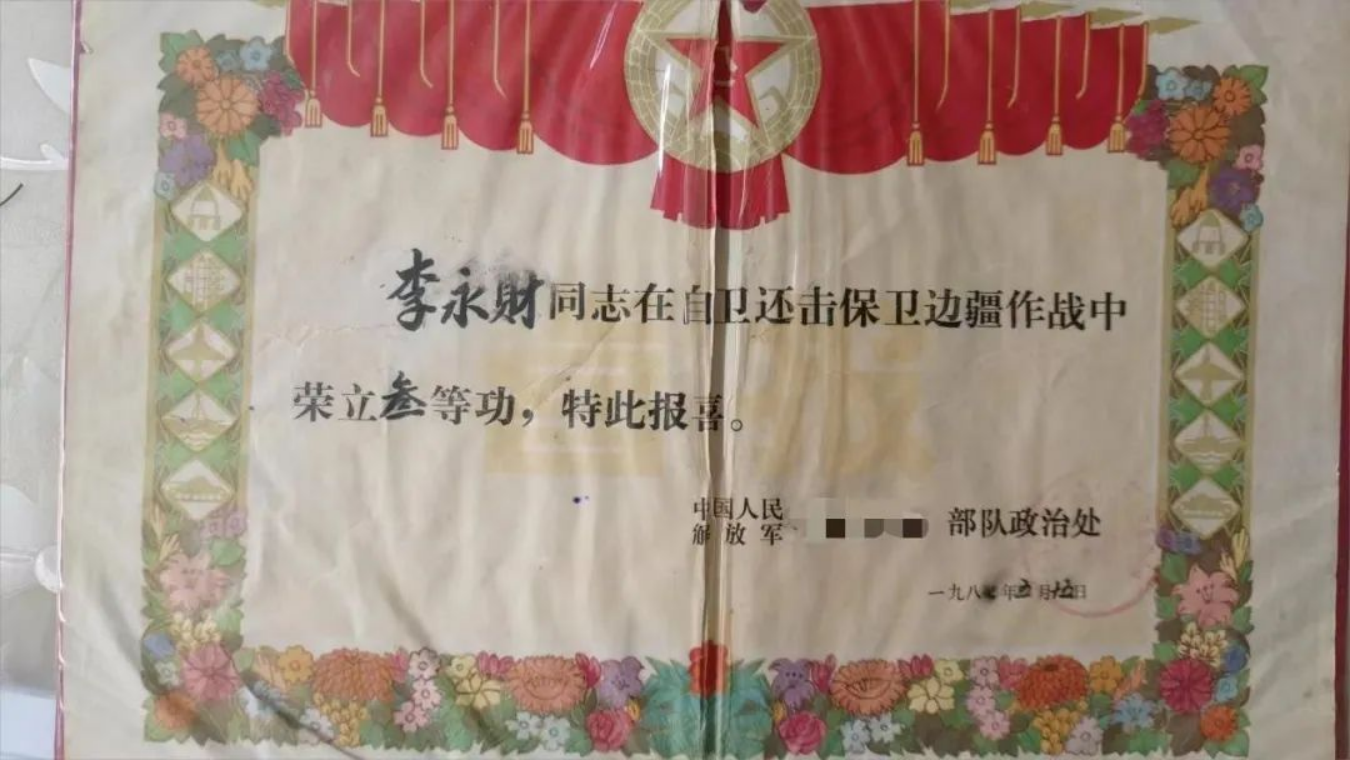 李永财同志在自卫还击保卫边疆作战中
荣立叁等功，特此报喜。
中国人民
解放军
部队政治处
一九八 年 月 日